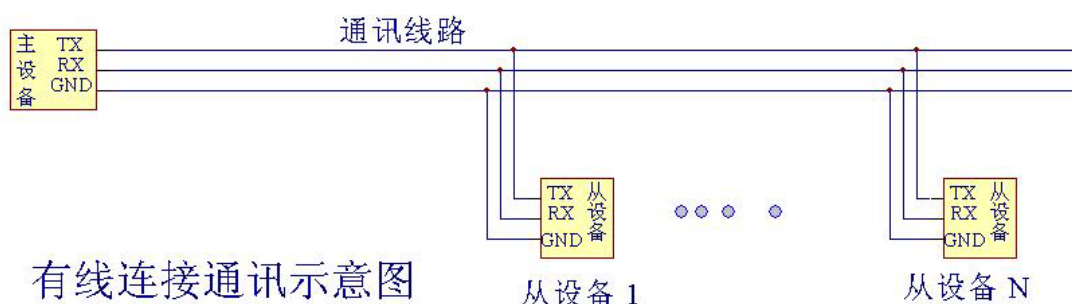 通讯线路
主设备
TX
RX
GND
TX
RX
GND
从设备
TX
RX
GND
从设备
有线连接通讯示意图
从设备 1
从设备 N